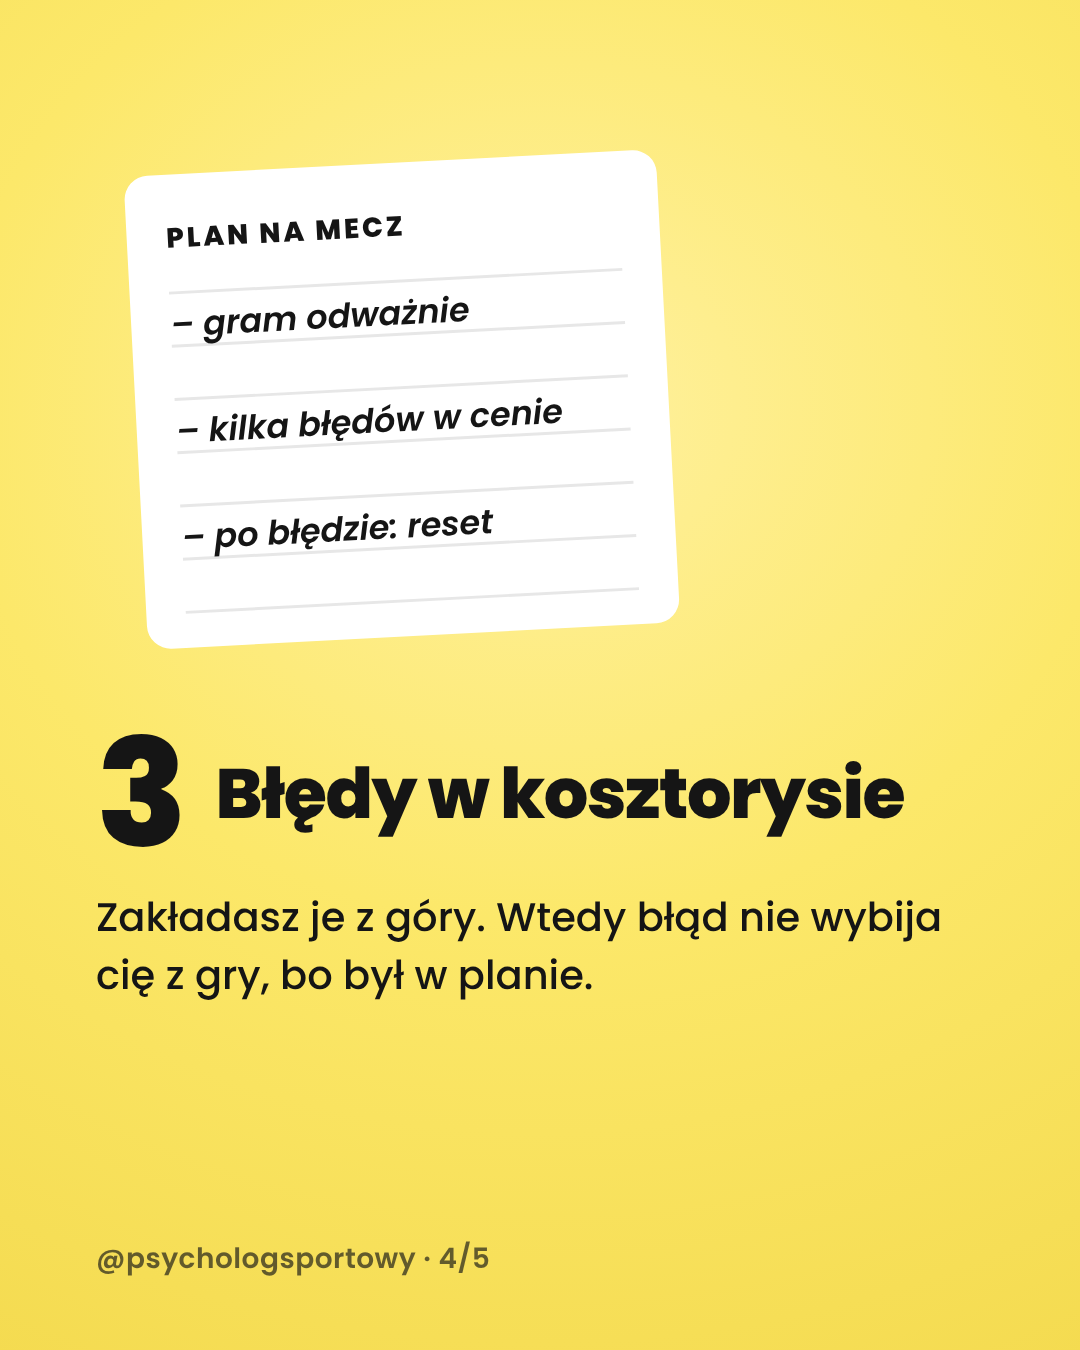 PLAN NA MECZ
– gram odważnie
– kilka błędów w cenie
– po błędzie: reset
3 Błędy w kosztorysie
Zakładasz je z góry. Wtedy błąd nie wybija
cię z gry, bo był w planie.
@psychologsportowy · 4/5